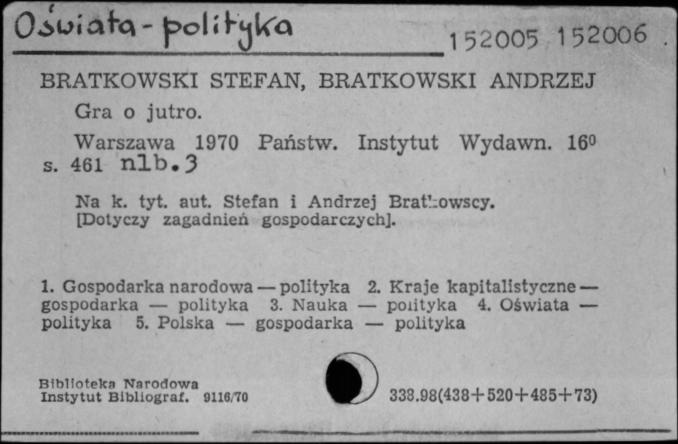 Oświata - polityka
152005 152006
BRATKOWSKI STEFAN, BRATKOWSKI ANDRZEJ
Gra o jutro.
Warszawa 1970 Państw. Instytut Wydawn. 16⁰
s. 461 nlb. 3
Na k. tyt. aut. Stefan i Andrzej Bratkowscy.
[Dotyczy zagadnień gospodarczych].
1. Gospodarka narodowa — polityka 2. Kraje kapitalistyczne —
gospodarka — polityka 3. Nauka — polityka 4. Oświata —
polityka 5. Polska — gospodarka — polityka
Biblioteka Narodowa
Instytut Bibliograf. 9116/70
338.98(438+520+485+73)